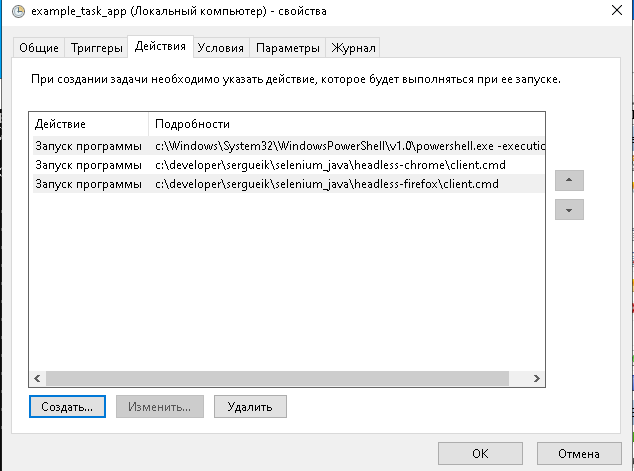 example_task_app (Локальный компьютер) - свойства
Общие Триггеры Действия Условия Параметры Журнал
При создании задачи необходимо указать действие, которое будет выполняться при ее запуске.
Действие Подробности
Запуск программы c:\Windows\System32\WindowsPowerShell\v1.0\powershell.exe -executic
Запуск программы c:\developer\sergueik\selenium_java\headless-chrome\client.cmd
Запуск программы c:\developer\sergueik\selenium_java\headless-firefox\client.cmd
Создать... Изменить... Удалить
OK Отмена